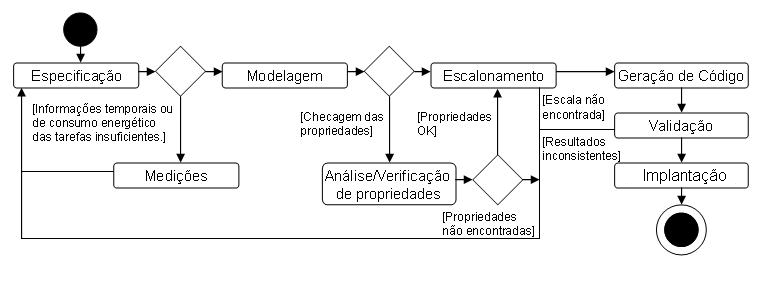 Especificação
Modelagem
Escalonamento
Geração de Código
[Informações temporais ou
de consumo energético
das tarefas insuficientes.]
[Checagem das
propriedades]
[Propriedades
OK]
[Escala não
encontrada]
Validação
[Resultados
inconsistentes]
Medições
Análise/Verificação
de propriedades
Implantação
[Propriedades
não encontradas]